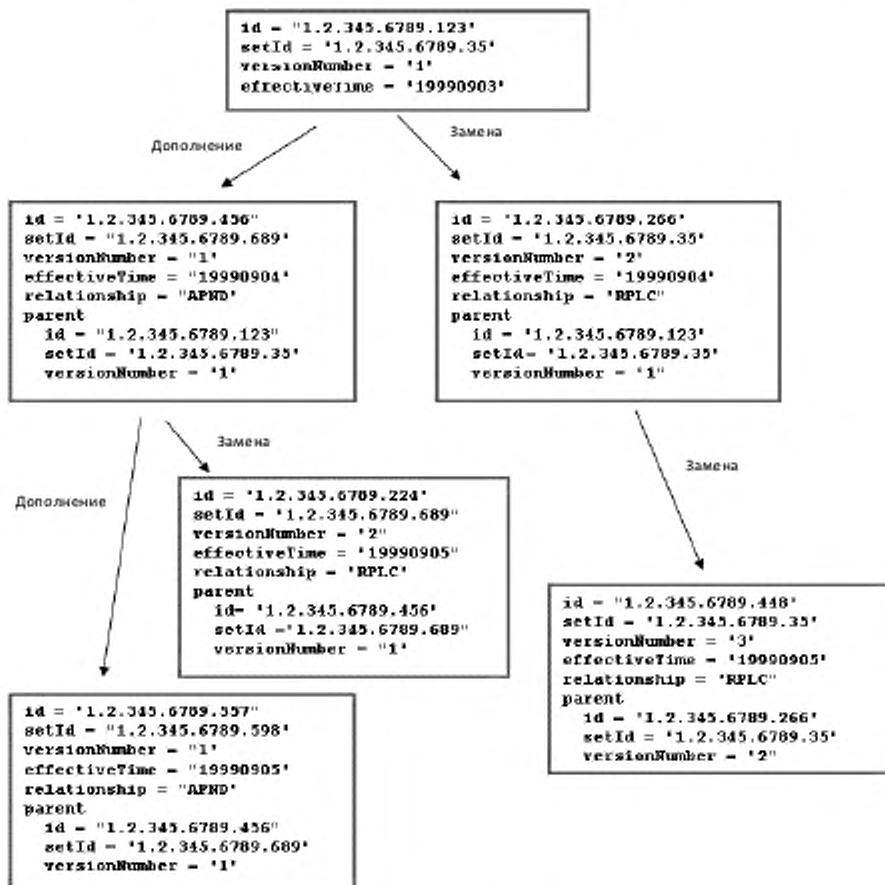 id = "1.2.345.6789.123"
setId = "1.2.345.6789.35"
versionNumber = "1"
effectiveTime = "19990903"
Дополнение
Замена
id = "1.2.345.6789.456"
setId = "1.2.345.6789.689"
versionNumber = "1"
effectiveTime = "19990904"
relationship = "APND"
parent
id = "1.2.345.6789.123"
setId = "1.2.345.6789.35"
versionNumber = "1"
id = "1.2.345.6789.266"
setId = "1.2.345.6789.35"
versionNumber = "2"
effectiveTime = "19990904"
relationship = "RPLC"
parent
id = "1.2.345.6789.123"
setId= "1.2.345.6789.35"
versionNumber = "1"
Дополнение
Замена
Замена
id = "1.2.345.6789.224"
setId = "1.2.345.6789.689"
versionNumber = "2"
effectiveTime = "19990905"
relationship = "RPLC"
parent
id= "1.2.345.6789.456"
setId ="1.2.345.6789.689"
versionNumber = "1"
id = "1.2.345.6789.448"
setId = "1.2.345.6789.35"
versionNumber = "3"
effectiveTime = "19990905"
relationship = "RPLC"
parent
id = "1.2.345.6789.266"
setId = "1.2.345.6789.35"
versionNumber = "2"
id = "1.2.345.6789.557"
setId = "1.2.345.6789.598"
versionNumber = "1"
effectiveTime = "19990905"
relationship = "APND"
parent
id = "1.2.345.6789.456"
setId = "1.2.345.6789.689"
versionNumber = "1"